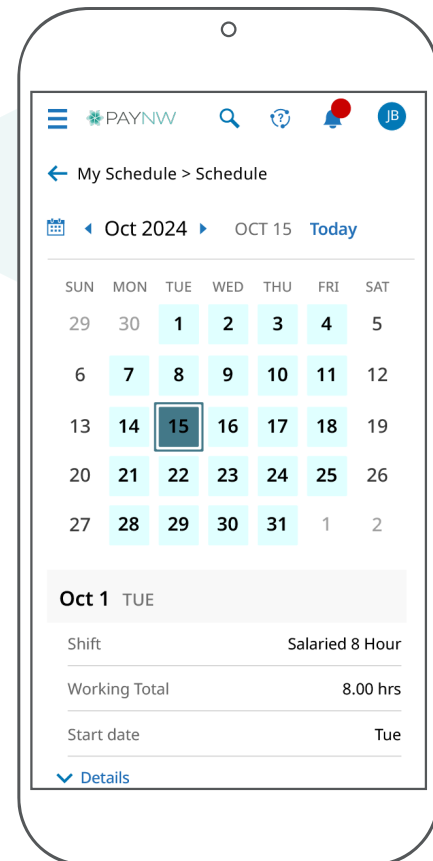 PAYNW JB
My Schedule > Schedule
Oct 2024 OCT 15 Today
SUN MON TUE WED THU FRI SAT
29 30 1 2 3 4 5
6 7 8 9 10 11 12
13 14 15 16 17 18 19
20 21 22 23 24 25 26
27 28 29 30 31 1 2
Oct 1 TUE
Shift Salaried 8 Hour
Working Total 8.00 hrs
Start date Tue
Details